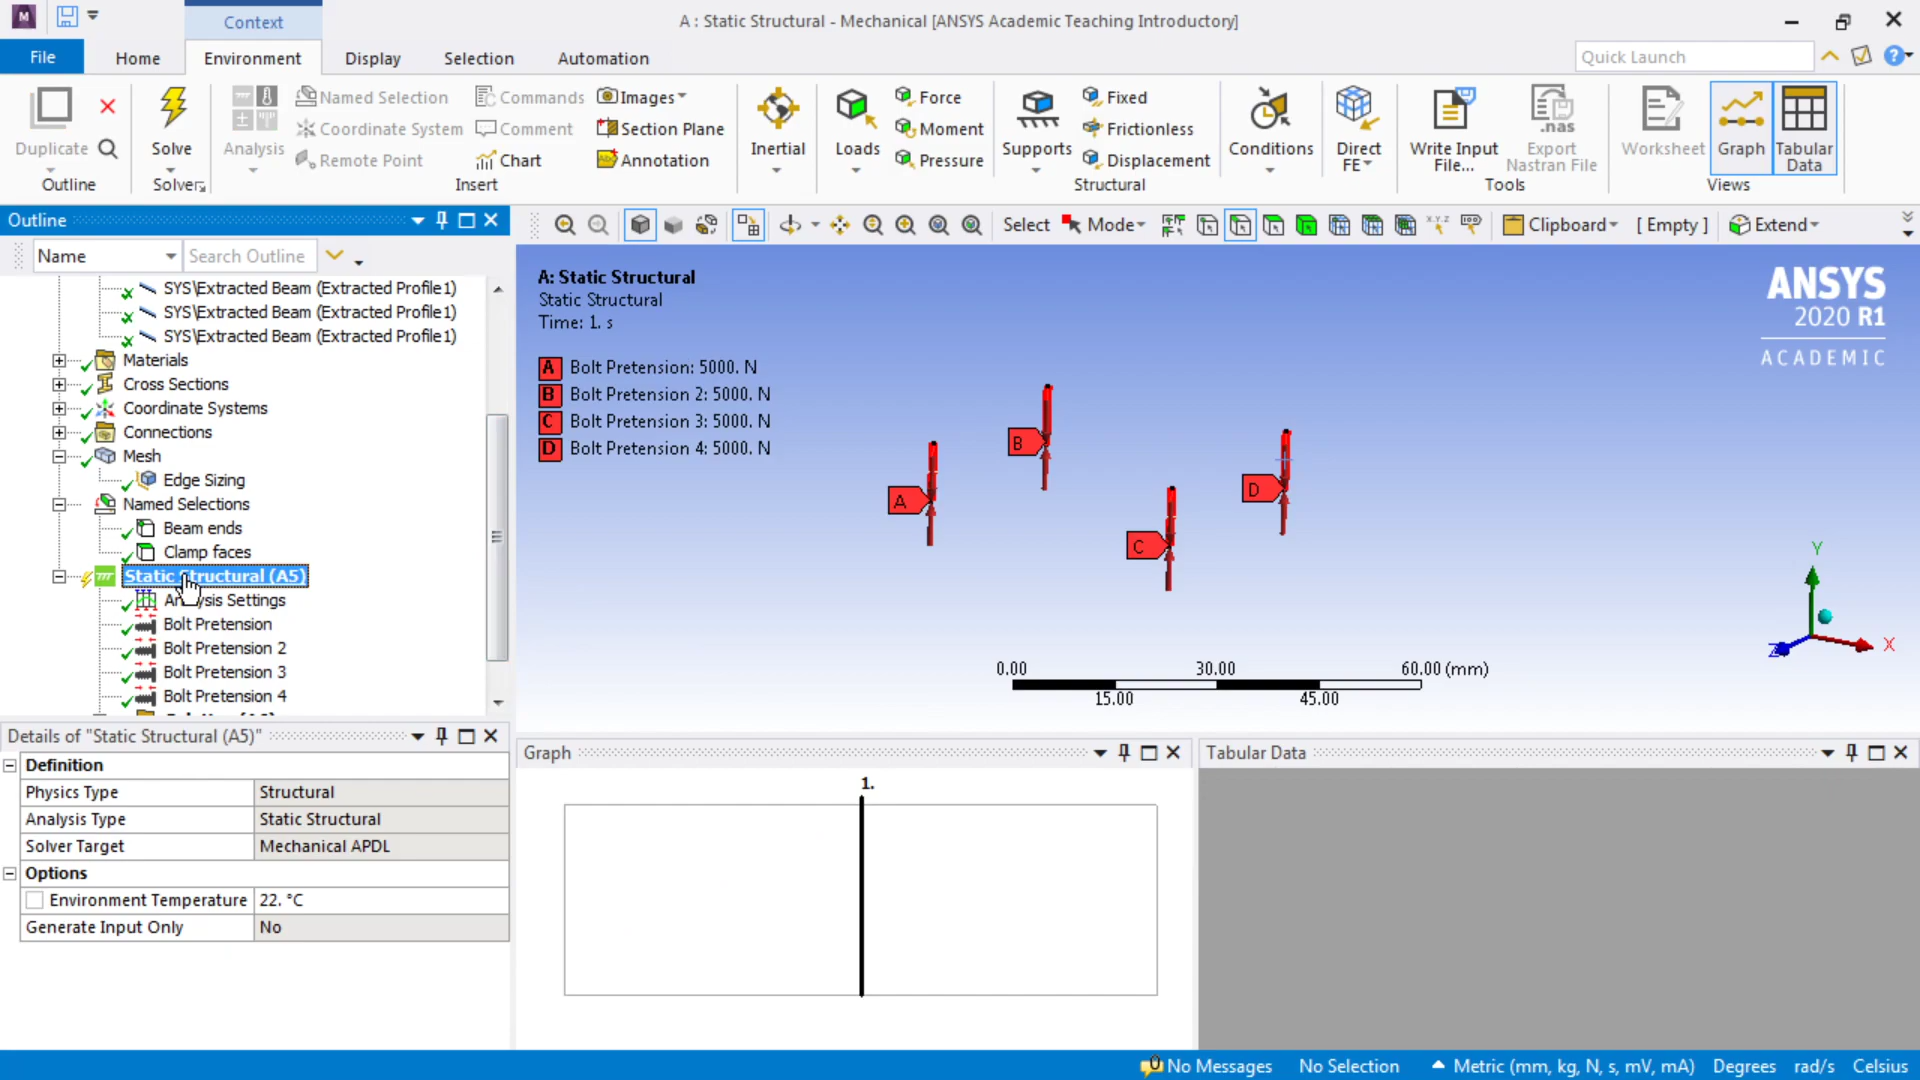 M
Context
A : Static Structural - Mechanical [ANSYS Academic Teaching Introductory]
File
Home
Environment
Display
Selection
Automation
Quick Launch
Duplicate
Outline
Solve
Solver
Analysis
Named Selection
Coordinate System
Remote Point
Commands
Comment
Chart
Images
Section Plane
Annotation
Insert
Inertial
Loads
Force
Moment
Pressure
Supports
Fixed
Frictionless
Displacement
Structural
Conditions
Direct
FE
Write Input
File...
.nas
Export
Nastran File
Tools
Worksheet
Graph
Tabular
Data
Views
Outline
Name
Search Outline
Select
Mode
Clipboard
[ Empty ]
Extend
SYS\Extracted Beam (Extracted Profile1)
SYS\Extracted Beam (Extracted Profile1)
SYS\Extracted Beam (Extracted Profile1)
Materials
Cross Sections
Coordinate Systems
Connections
Mesh
Edge Sizing
Named Selections
Beam ends
Clamp faces
Static Structural (A5)
Analysis Settings
Bolt Pretension
Bolt Pretension 2
Bolt Pretension 3
Bolt Pretension 4
A: Static Structural
Static Structural
Time: 1. s
A Bolt Pretension: 5000. N
B Bolt Pretension 2: 5000. N
C Bolt Pretension 3: 5000. N
D Bolt Pretension 4: 5000. N
ANSYS
2020 R1
ACADEMIC
B
A
D
C
Y
X
Z
0.00
30.00
60.00 (mm)
15.00
45.00
Details of "Static Structural (A5)"
Definition
Physics Type Structural
Analysis Type Static Structural
Solver Target Mechanical APDL
Options
Environment Temperature 22. °C
Generate Input Only No
Graph
1.
Tabular Data
No Messages
No Selection
Metric (mm, kg, N, s, mV, mA)
Degrees
rad/s
Celsius